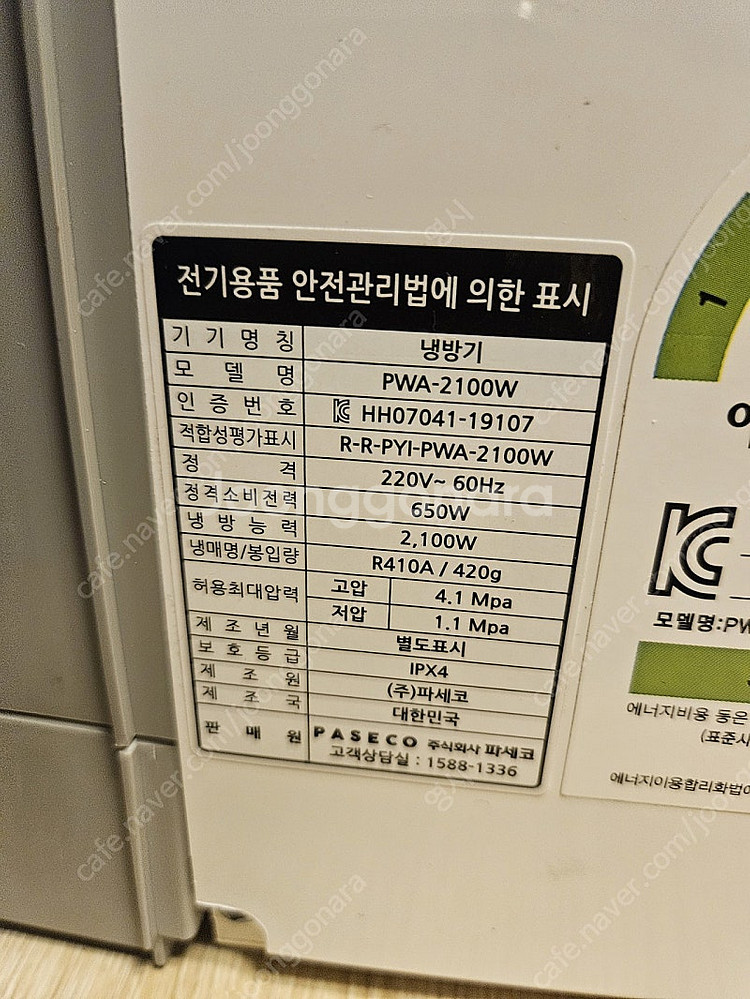 전기용품 안전관리법에 의한 표시
기기명칭 냉방기
모델명 PWA-2100W
인증번호 HH07041-19107
적합성평가표시 R-R-PYI-PWA-2100W
정격 220V~ 60Hz
정격소비전력 650W
냉방능력 2,100W
냉매명/봉입량 R410A / 420g
허용최대압력 고압 4.1 Mpa
저압 1.1 Mpa
제조년월 별도표시
보호등급 IPX4
제조원 (주)파세코
제조국 대한민국
판매원 PASECO 주식회사 파세코
고객상담실 : 1588-1336
1
모델명:PW
에너지비용 동은
(표준시
에너지이용합리화법에
Joonggonara
cafe.naver.com/joonggonara